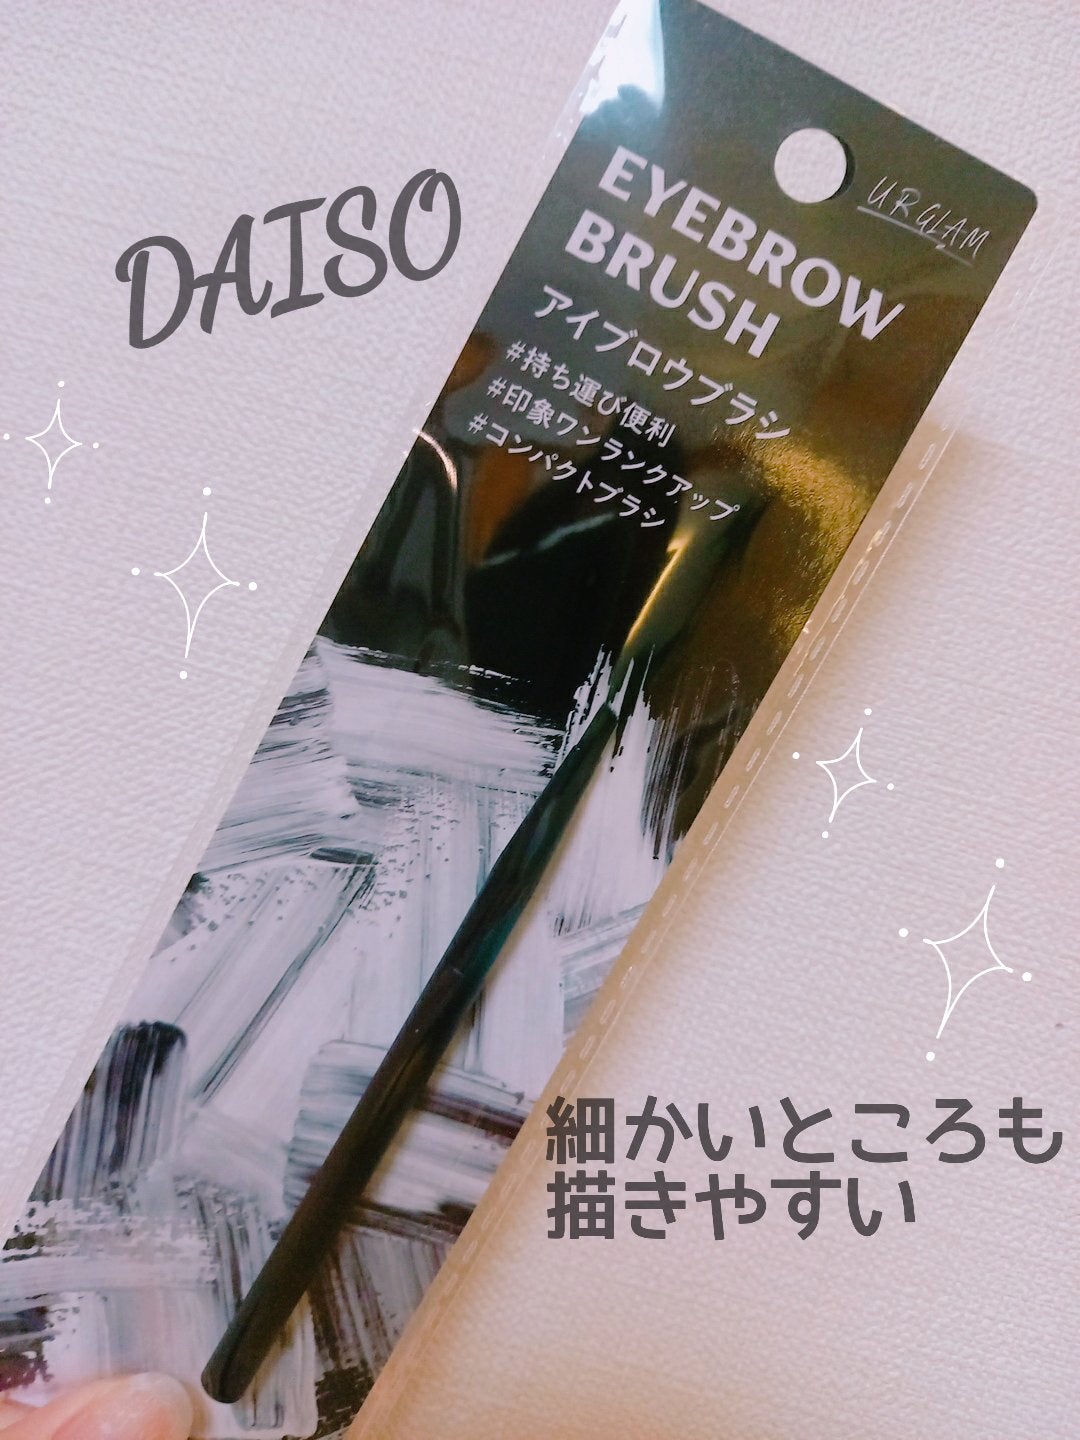 DAISO
URGLAM
EYEBROW
BRUSH
アイブロウブラシ
#持ち運び便利
#印象ワンランクアップ
#コンパクトブラシ
細かいところも
描きやすい